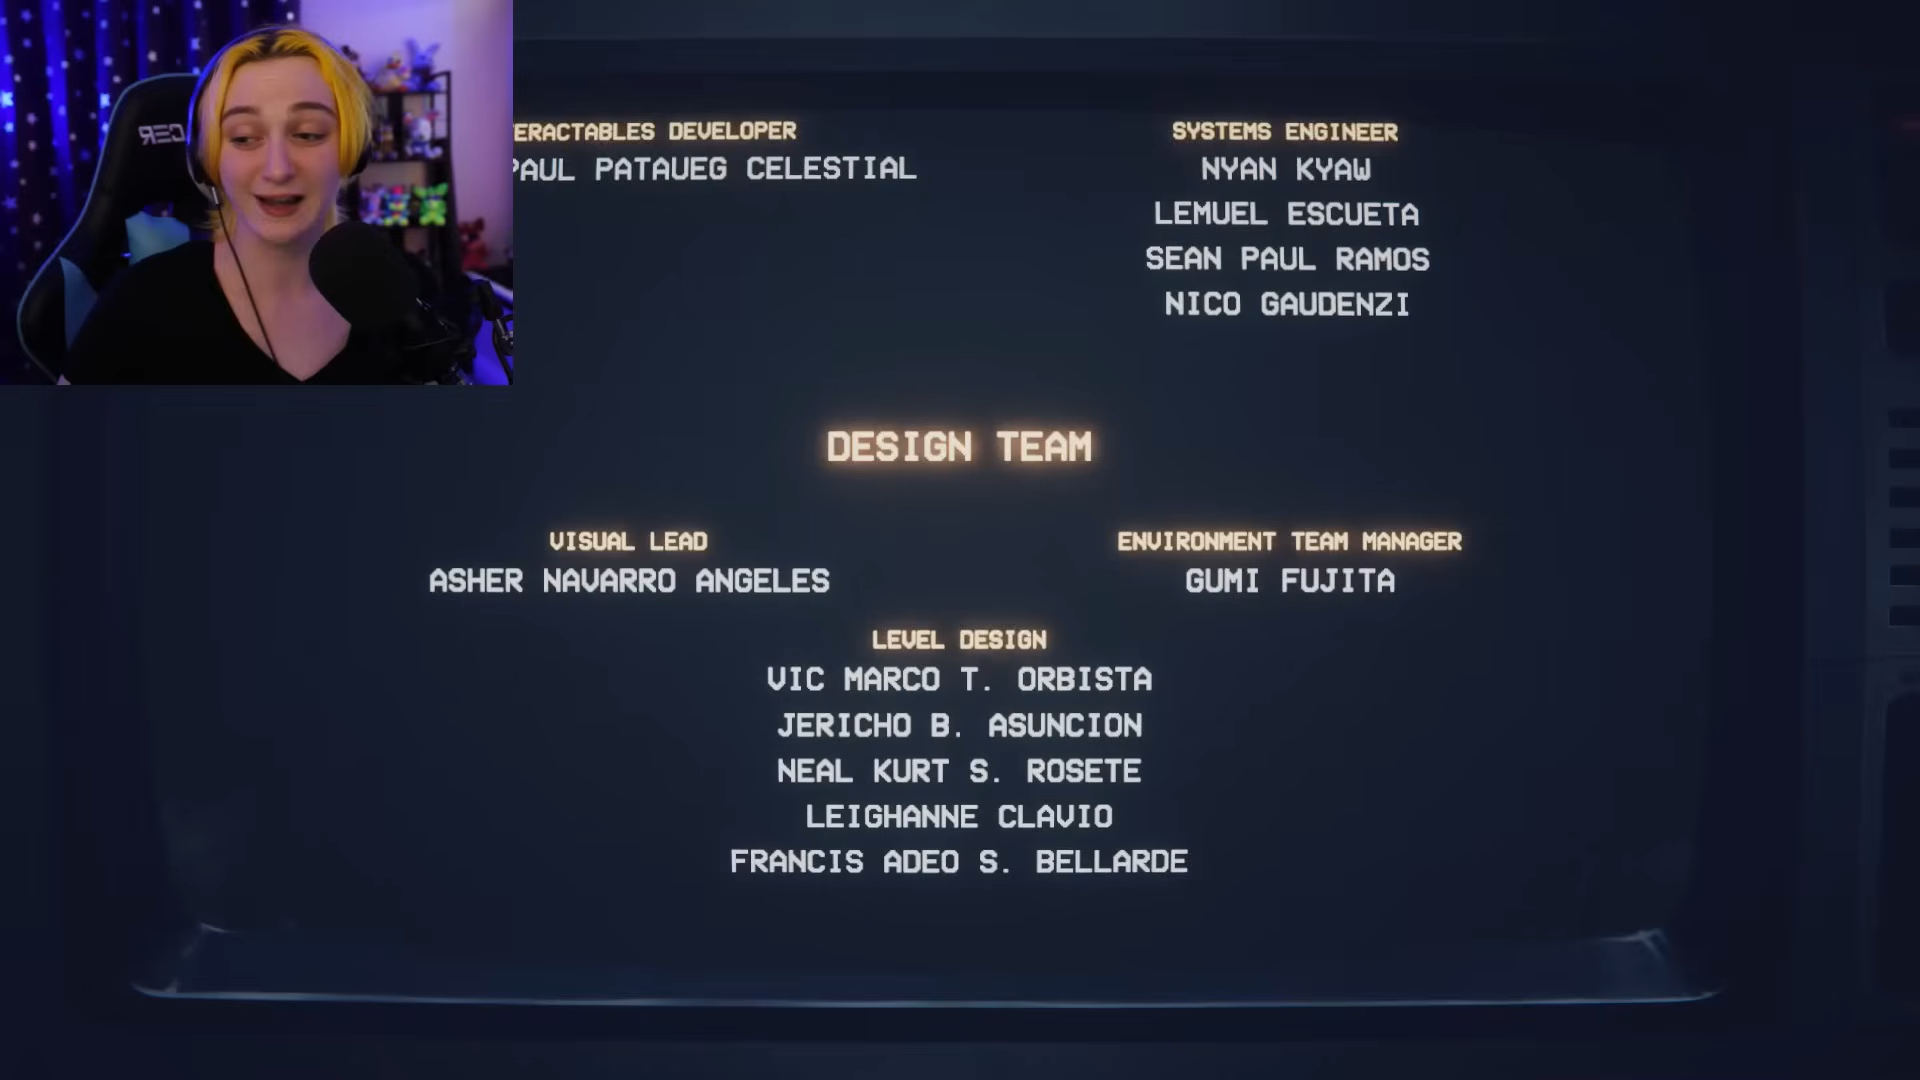 ERACTABLES DEVELOPER
PAUL PATAUEG CELESTIAL
SYSTEMS ENGINEER
NYAN KYAW
LEMUEL ESCUETA
SEAN PAUL RAMOS
NICO GAUDENZI
DESIGN TEAM
VISUAL LEAD
ASHER NAVARRO ANGELES
ENVIRONMENT TEAM MANAGER
GUMI FUJITA
LEVEL DESIGN
VIC MARCO T. ORBISTA
JERICHO B. ASUNCION
NEAL KURT S. ROSETE
LEIGHANNE CLAVIO
FRANCIS ADEO S. BELLARDE